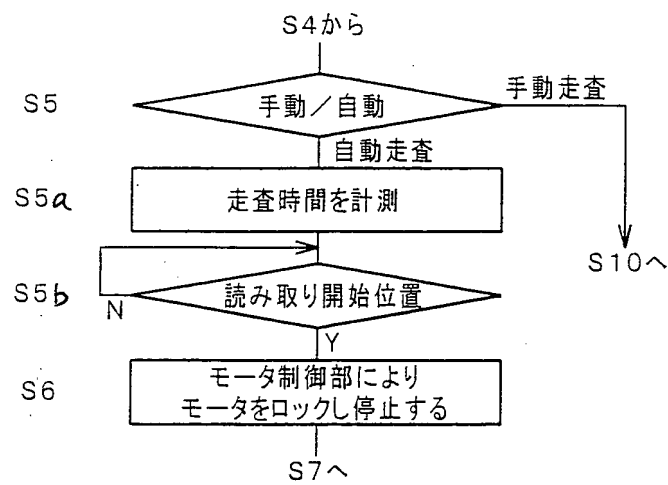 S4から
S5
手動／自動
手動走査
自動走査
S5a
走査時間を計測
S10へ
S5b
読み取り開始位置
N
Y
S6
モータ制御部により
モータをロックし停止する
S7へ